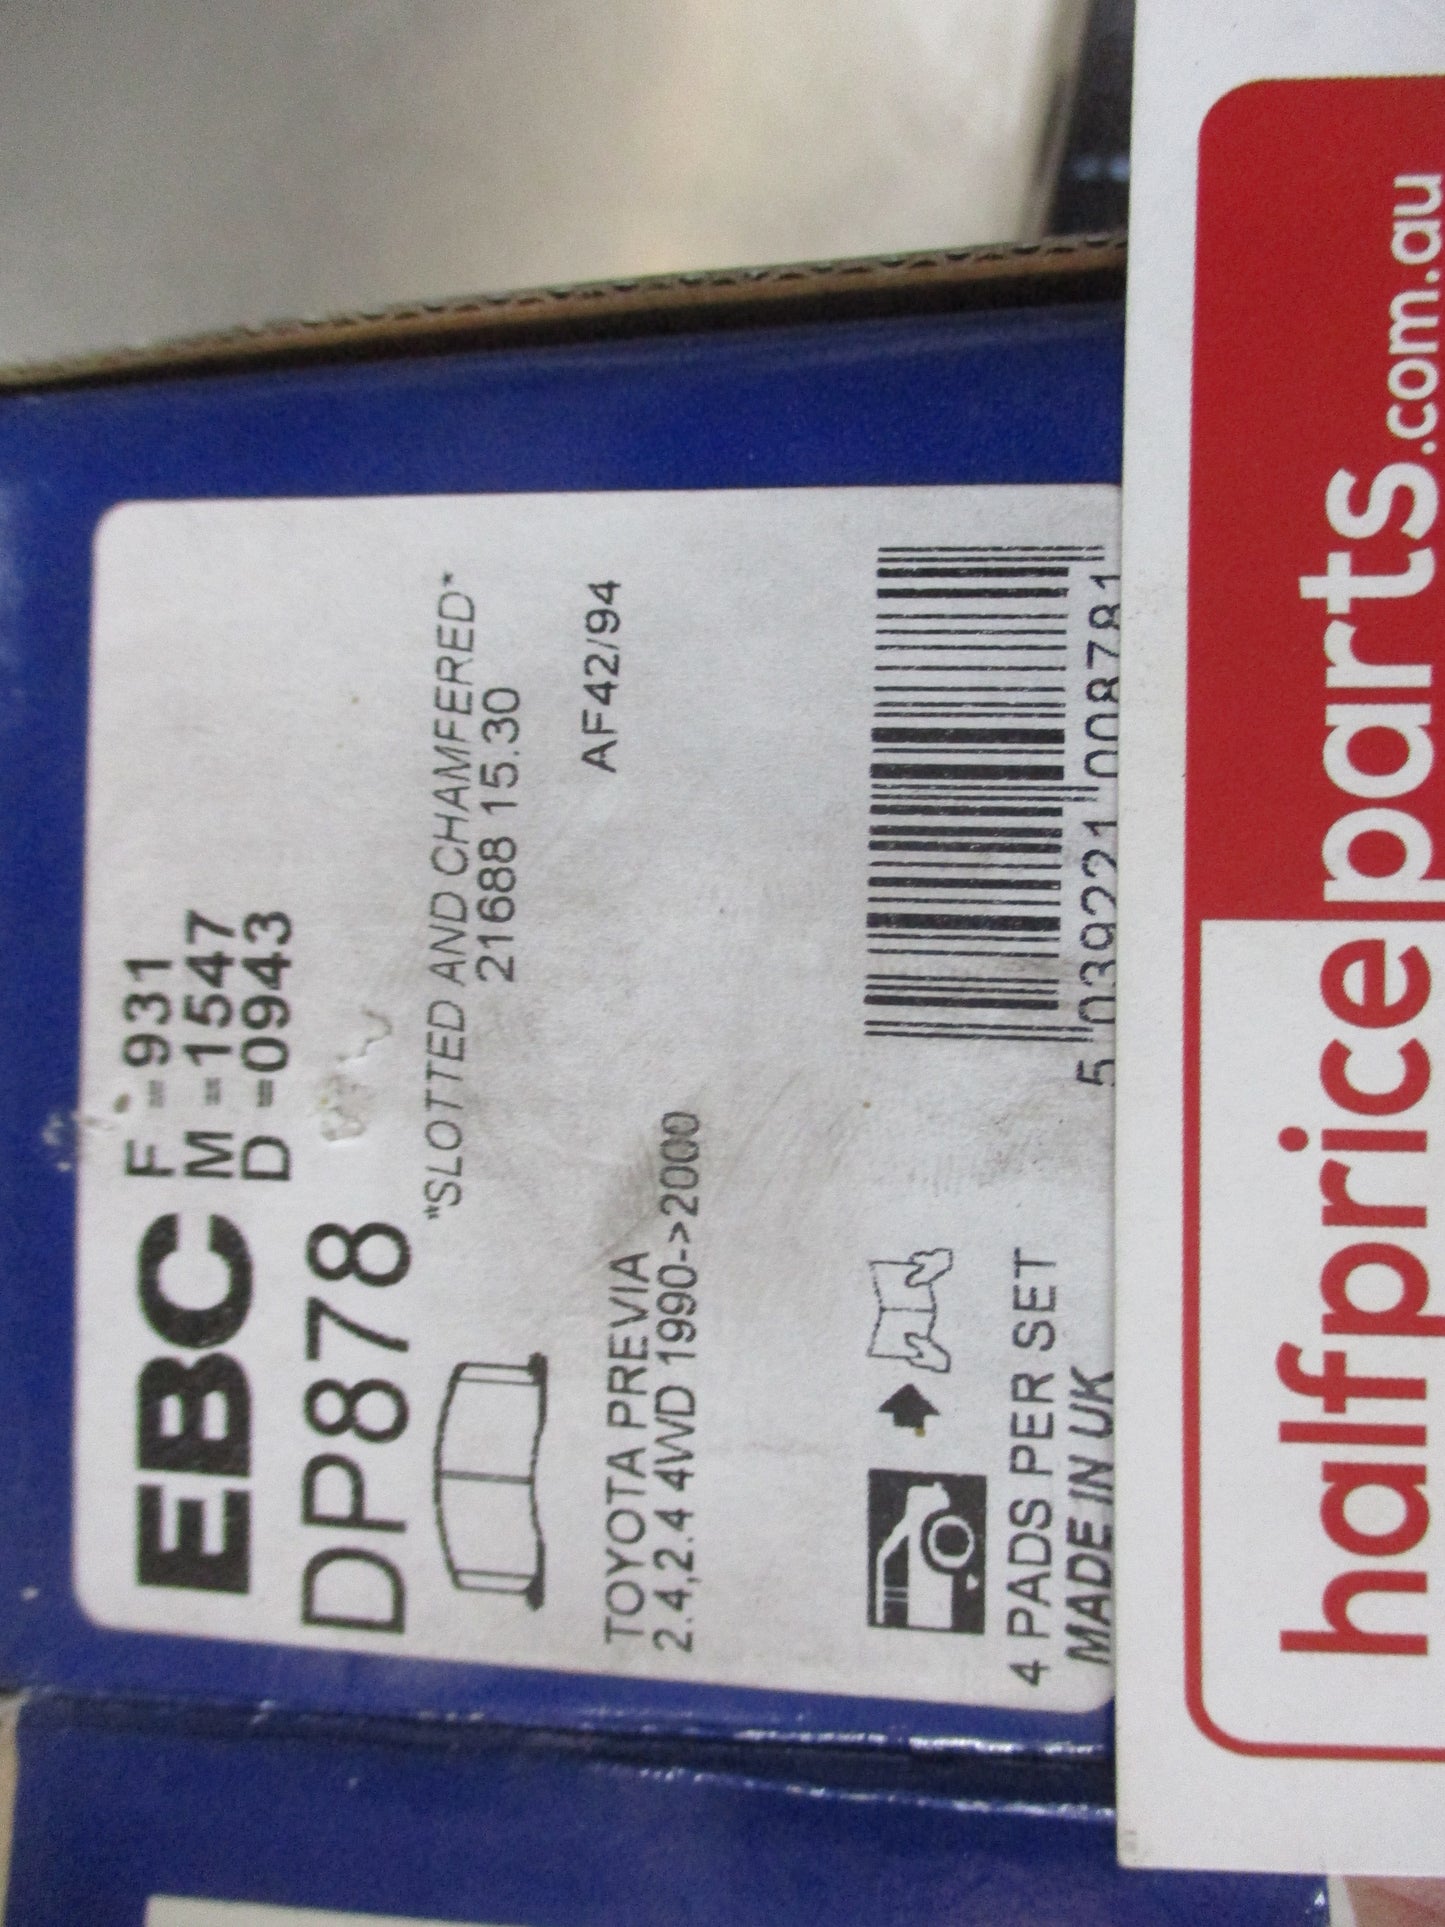 EBC
F =931
M =1547
D =0943
DP878
"SLOTTED AND CHAMFERED"
21688 15.30
TOYOTA PREVIA
2.4,2.4 4WD 1990->2000
AF42/94
4 PADS PER SET
MADE IN UK
5 039221 008781
halfpriceparts.com.au